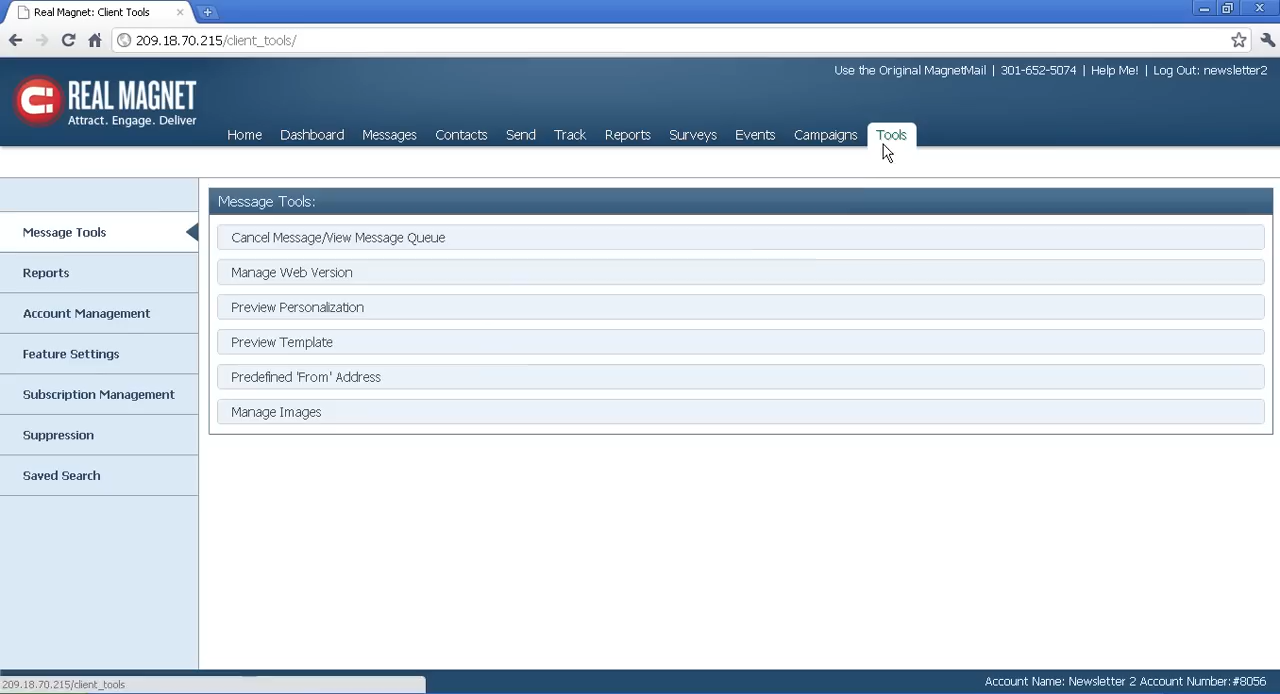 Real Magnet: Client Tools
209.18.70.215/client_tools/
Use the Original MagnetMail | 301-652-5074 | Help Me! | Log Out: newsletter2
REAL MAGNET
Attract. Engage. Deliver
Home Dashboard Messages Contacts Send Track Reports Surveys Events Campaigns Tools
Message Tools
Reports
Account Management
Feature Settings
Subscription Management
Suppression
Saved Search
Message Tools:
Cancel Message/View Message Queue
Manage Web Version
Preview Personalization
Preview Template
Predefined 'From' Address
Manage Images
209.18.70.215/client_tools
Account Name: Newsletter 2 Account Number:#8056